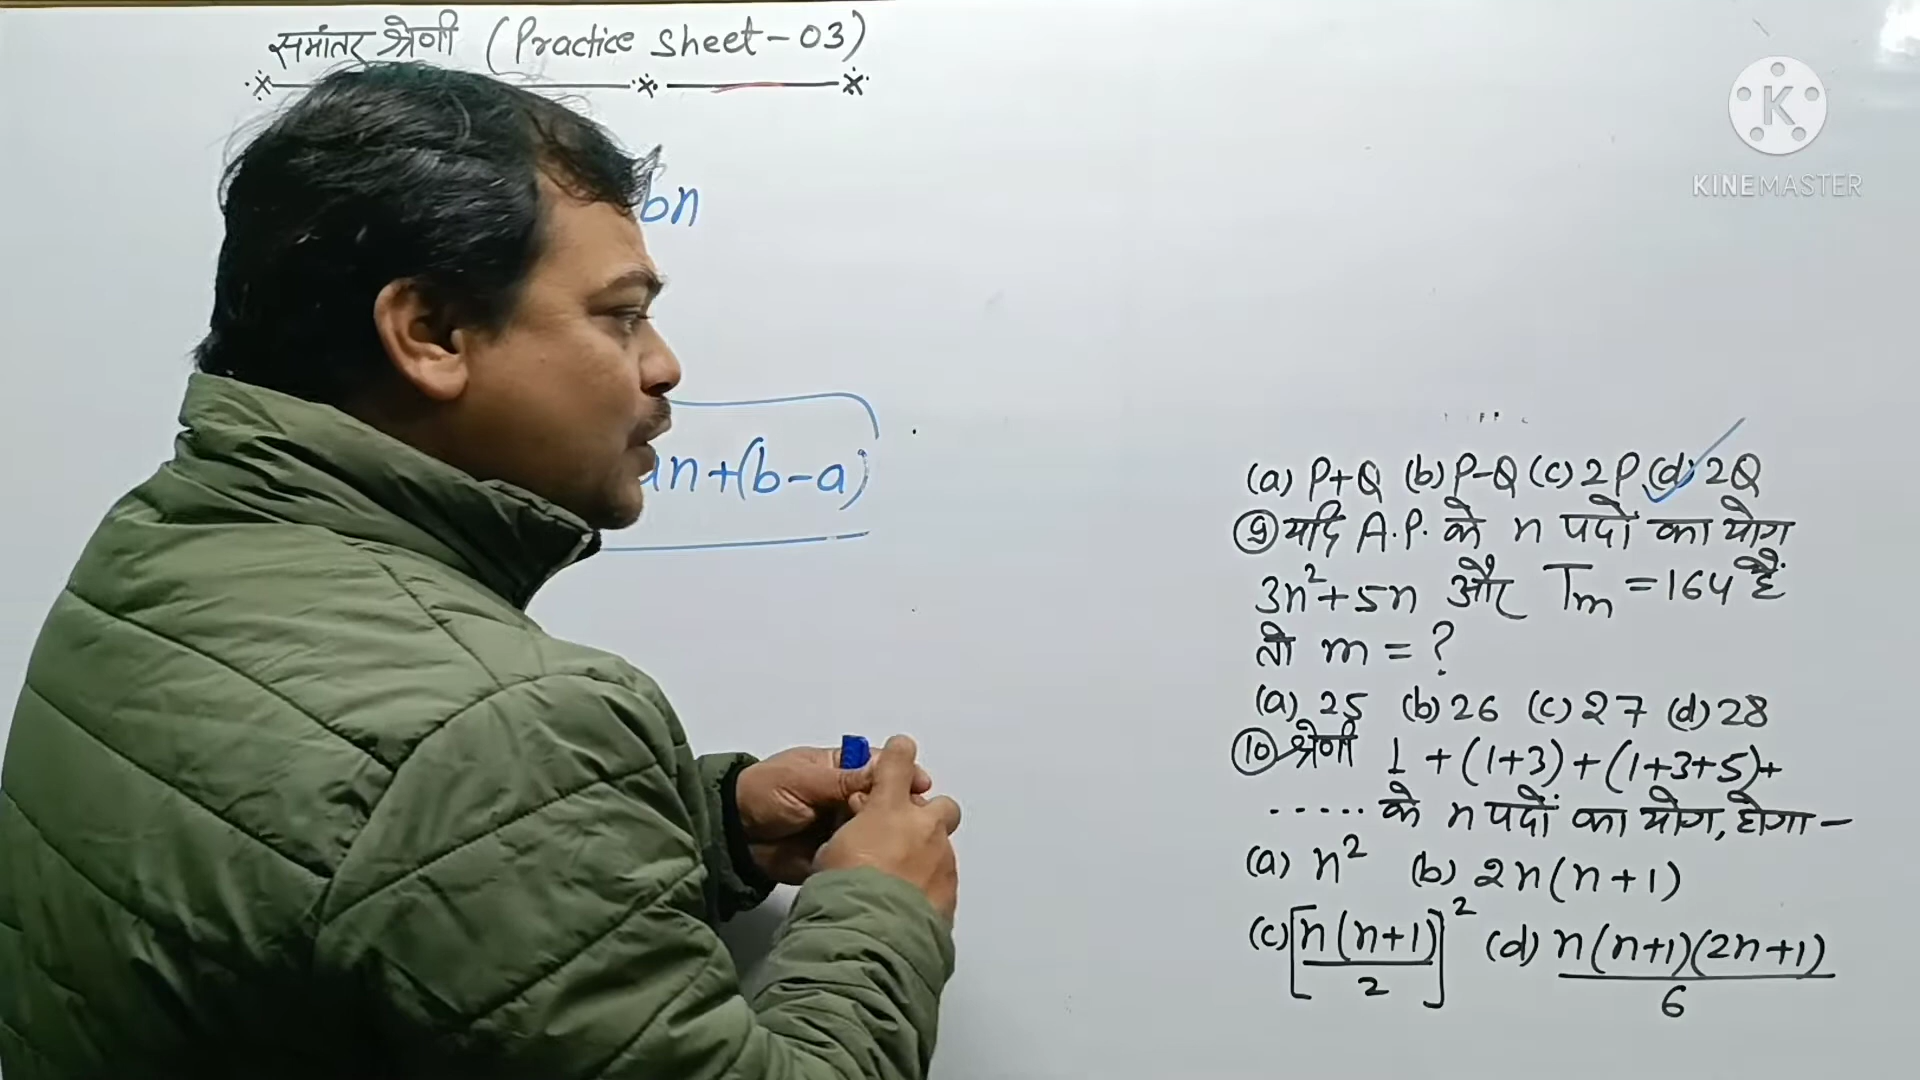 समांतर श्रेणी (Practice Sheet-03)
KINEMASTER
bn
n+(b-a)
(a) P+Q (b) P-Q (c) 2P (d) 2Q
⑨ यदि A.P. के n पदों का योग
3n²+5n और Tm = 164 है
तो m = ?
(a) 25 (b) 26 (c) 27 (d) 28
⑩ श्रेणी 1 + (1+3) + (1+3+5)+
..... के n पदों का योग, होगा –
(a) n² (b) 2n(n+1)
(c) [n(n+1)/2]² (d) n(n+1)(2n+1)/6